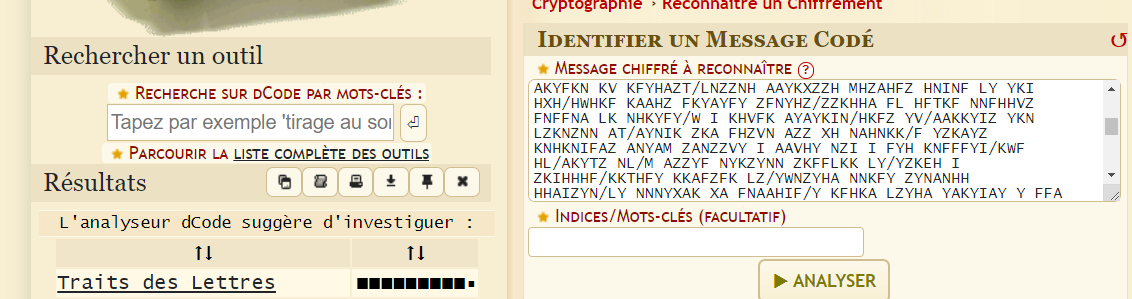 Cryptographie › Reconnaître un Chiffrement
Rechercher un outil
★ Recherche sur dCode par mots-clés :
Tapez par exemple 'tirage au sor
★ Parcourir la liste complète des outils
Résultats
L'analyseur dCode suggère d'investiguer :
↑↓ ↑↓
Traits des Lettres ■■■■■■■■■▪
Identifier un Message Codé
★ Message chiffré à reconnaître ?
AKYFKN KV KFYHAZT/LNZZNH AAYKXZZH MHZAHFZ HNINF LY YKI
HXH/HWHKF KAAHZ FKYAYFY ZFNYHZ/ZZKHHA FL HFTKF NNFHHVZ
FNFFNA LK NHKYFY/W I KHVFK AYAYKIN/HKFZ YV/AAKKYIZ YKN
LZKNZNN AT/AYNIK ZKA FHZVN AZZ XH NAHNKK/F YZKAYZ
KNHKNIFAZ ANYAM ZANZZVY I AAVHY NZI I FYH KNFFFYI/KWF
HL/AKYTZ NL/M AZZYF NYKZYNN ZKFFLKK LY/YZKEH I
ZKIHHHF/KKTHFY KKAFZFK LZ/YWNZYHA NNKFY ZYNANHH
HHAIZYN/LY NNNYXAK XA FNAAHIF/Y KFHKA LZYHA YAKYIAY Y FFA
★ Indices/Mots-clés (facultatif)
▶ ANALYSER